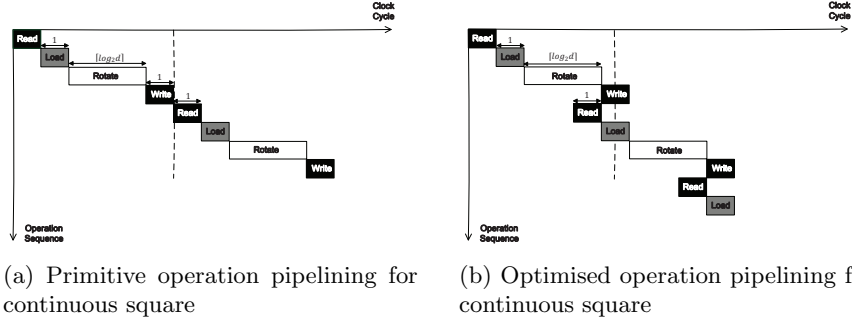 Clock
Cycle
Read
1
Load
⌈log₂d⌉
Rotate
1
Write
1
Read
Load
Rotate
Write
Operation
Sequence
(a) Primitive operation pipelining for
continuous square
Clock
Cycle
Read
1
Load
⌈log₂d⌉
Rotate
Write
1
Read
Load
Rotate
Write
Read
Load
Operation
Sequence
(b) Optimised operation pipelining f
continuous square